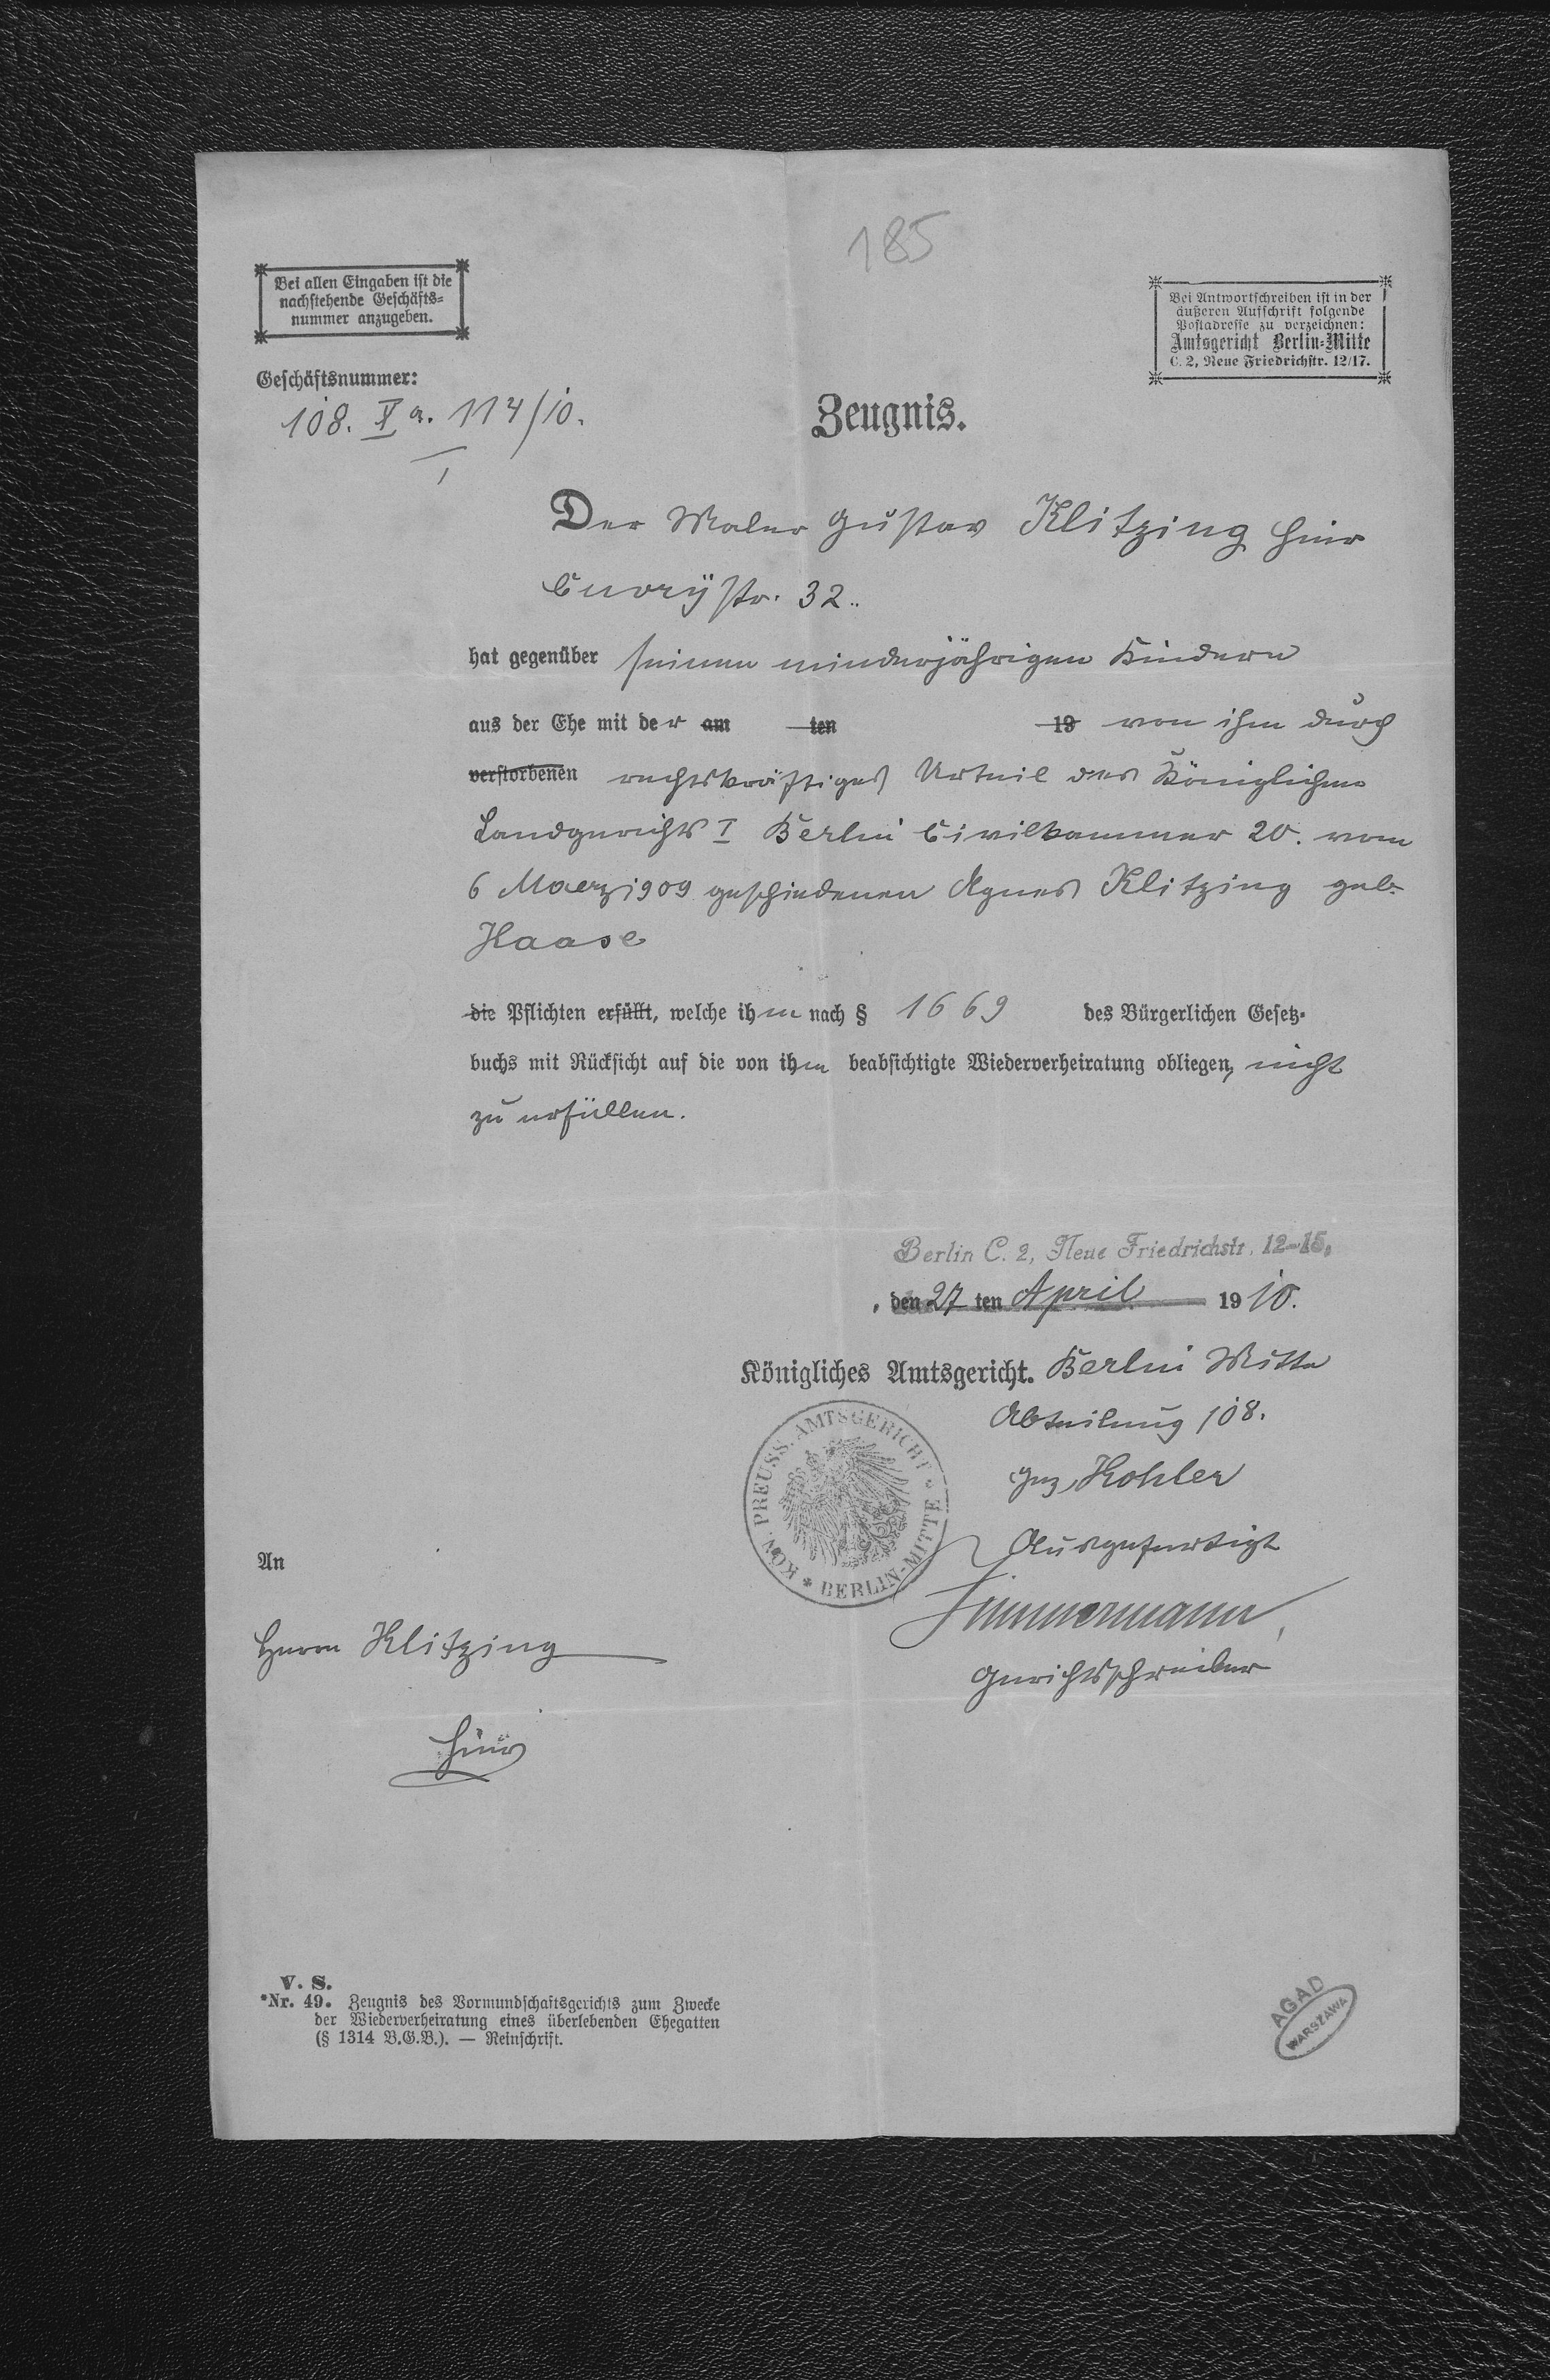 185
Bei allen Eingaben ist die
nachstehende Geschäfts-
nummer anzugeben.
Bei Antwortschreiben ist in der
äußeren Aufschrift folgende
Postadresse zu verzeichnen:
Amtsgericht Berlin-Mitte
C. 2, Neue Friedrichstr. 12/17.
Geschäftsnummer:
108. X a. 114/10.
Zeugnis.
Der Maler Gustav Klitzing hier
Cuvrystr. 32.
hat gegenüber seinen minderjährigen Kindern
aus der Ehe mit der am ten 19 von ihm durch
verstorbenen rechtskräftiges Urteil des Königlichen
Landgerichts I Berlin Civilkammer 20. vom
6 Maerz 1909 geschiedenen Agnes Klitzing geb.
Haase
die Pflichten erfüllt, welche ihm nach § 1669 des Bürgerlichen Gesetz-
buchs mit Rücksicht auf die von ihm beabsichtigte Wiederverheiratung obliegen, nicht
zu erfüllen.
Berlin C. 2, Neue Friedrichstr. 12-15,
, den 27 ten April 1910.
Königliches Amtsgericht. Berlin Mitte
Abteilung 108.
gez. Kohler
KÖN. PREUSS. AMTSGERICHT * BERLIN-MITTE *
Ausgefertigt
Zimmermann,
Gerichtsschreiber
An
Herrn Klitzing
hier
V. S.
*Nr. 49. Zeugnis des Vormundschaftsgerichts zum Zwecke
der Wiederverheiratung eines überlebenden Ehegatten
(§ 1314 B.G.B.). — Reinschrift.
AGAD
WARSZAWA